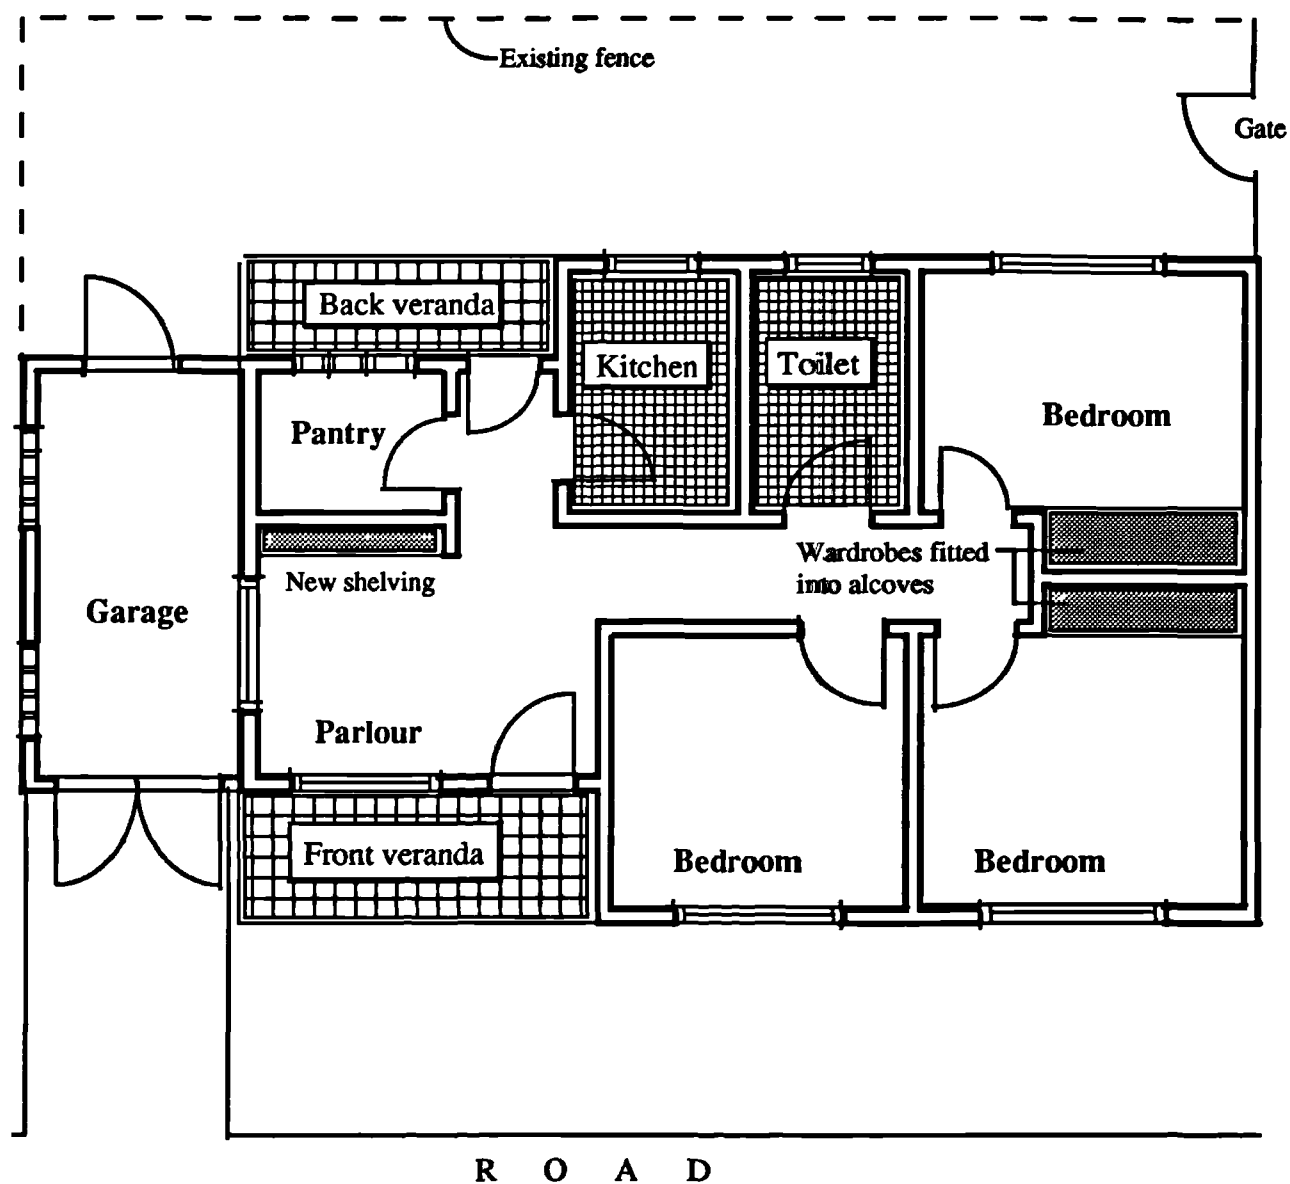 Existing fence
Gate
Back veranda
Kitchen
Toilet
Bedroom
Pantry
Wardrobes fitted
into alcoves
New shelving
Garage
Parlour
Front veranda
Bedroom
Bedroom
ROAD